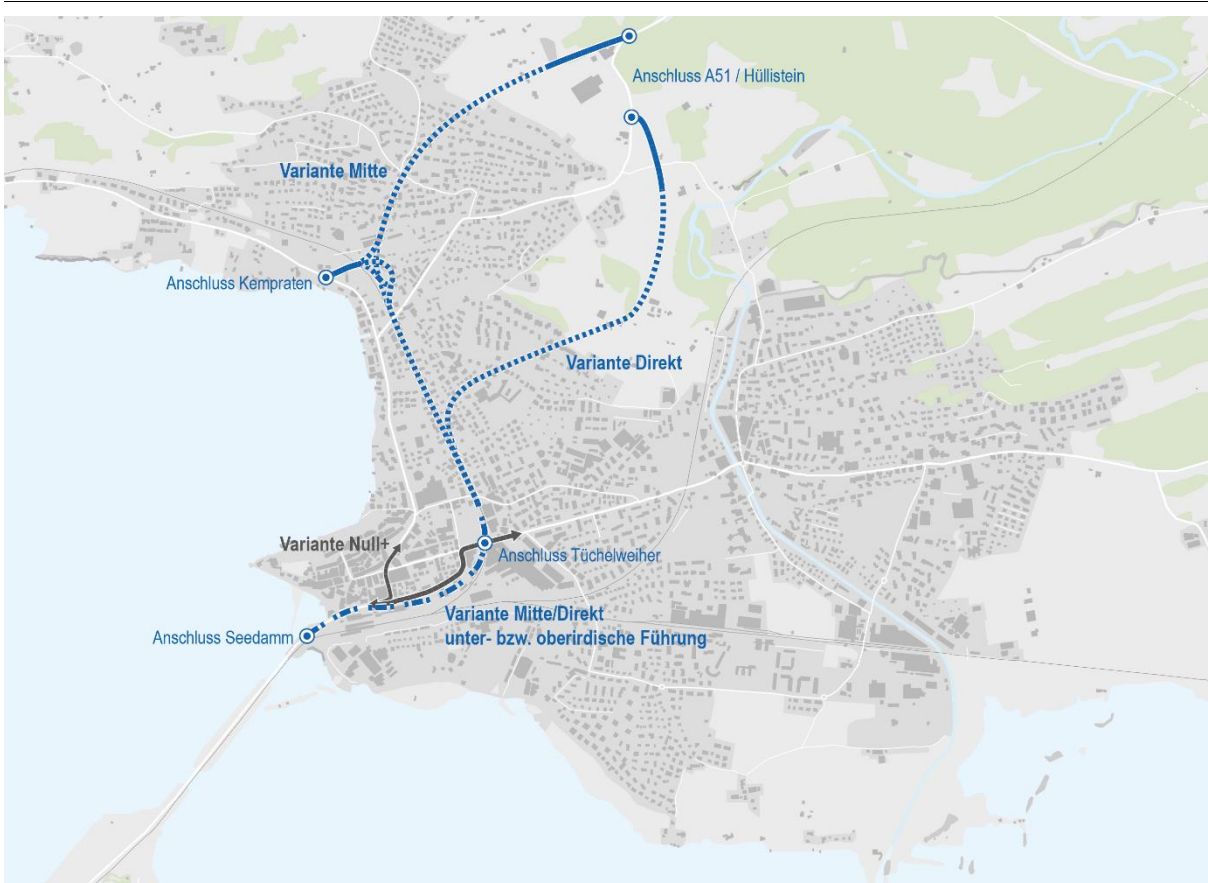 Anschluss A51 / Hüllistein
Variante Mitte
Anschluss Kempraten
Variante Direkt
Variante Null+
Anschluss Tüchelweiher
Variante Mitte/Direkt
unter- bzw. oberirdische Führung
Anschluss Seedamm